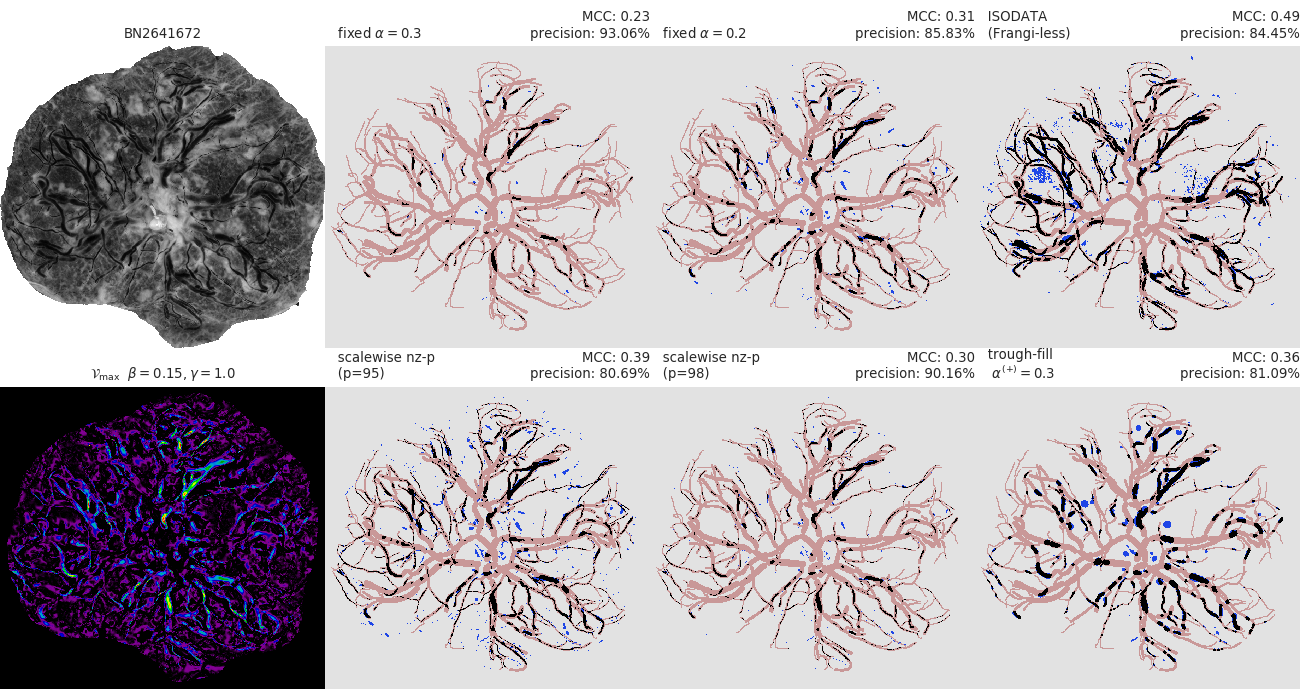 BN2641672
fixed α = 0.3
MCC: 0.23
precision: 93.06%
fixed α = 0.2
MCC: 0.31
precision: 85.83%
ISODATA
(Frangi-less)
MCC: 0.49
precision: 84.45%
𝒱max β = 0.15, γ = 1.0
scalewise nz-p
(p=95)
MCC: 0.39
precision: 80.69%
scalewise nz-p
(p=98)
MCC: 0.30
precision: 90.16%
trough-fill
α(+) = 0.3
MCC: 0.36
precision: 81.09%